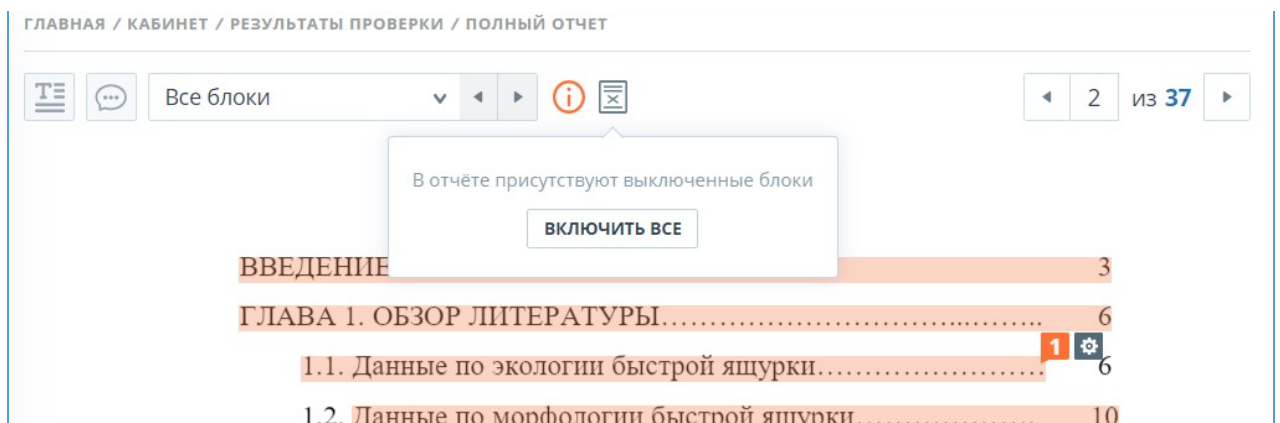 ГЛАВНАЯ / КАБИНЕТ / РЕЗУЛЬТАТЫ ПРОВЕРКИ / ПОЛНЫЙ ОТЧЕТ
Все блоки 2 из 37
В отчёте присутствуют выключенные блоки
ВКЛЮЧИТЬ ВСЕ
ВВЕДЕНИЕ 3
ГЛАВА 1. ОБЗОР ЛИТЕРАТУРЫ………………………………...…….. 6
1
1.1. Данные по экологии быстрой ящурки…………………… 6
1.2. Данные по морфологии быстрой ящурки………………… 10